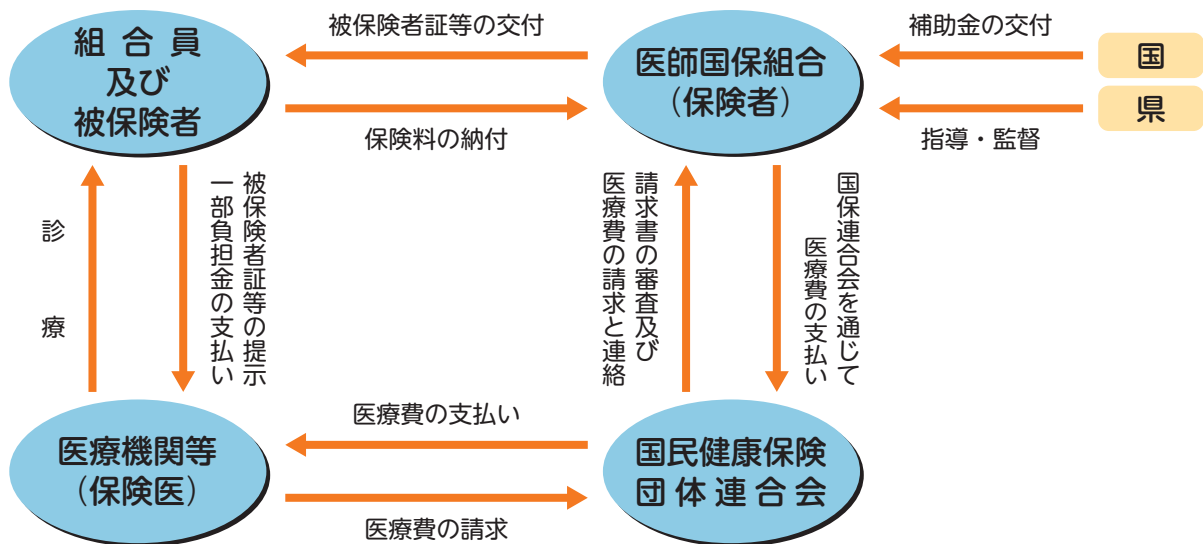 組合員
及び
被保険者
被保険者証等の交付
保険料の納付
医師国保組合
（保険者）
補助金の交付
国
県
指導・監督
診療
被保険者証等の提示
一部負担金の支払い
請求書の審査及び
医療費の請求と連絡
国保連合会を通じて
医療費の支払い
医療機関等
（保険医）
医療費の支払い
医療費の請求
国民健康保険
団体連合会